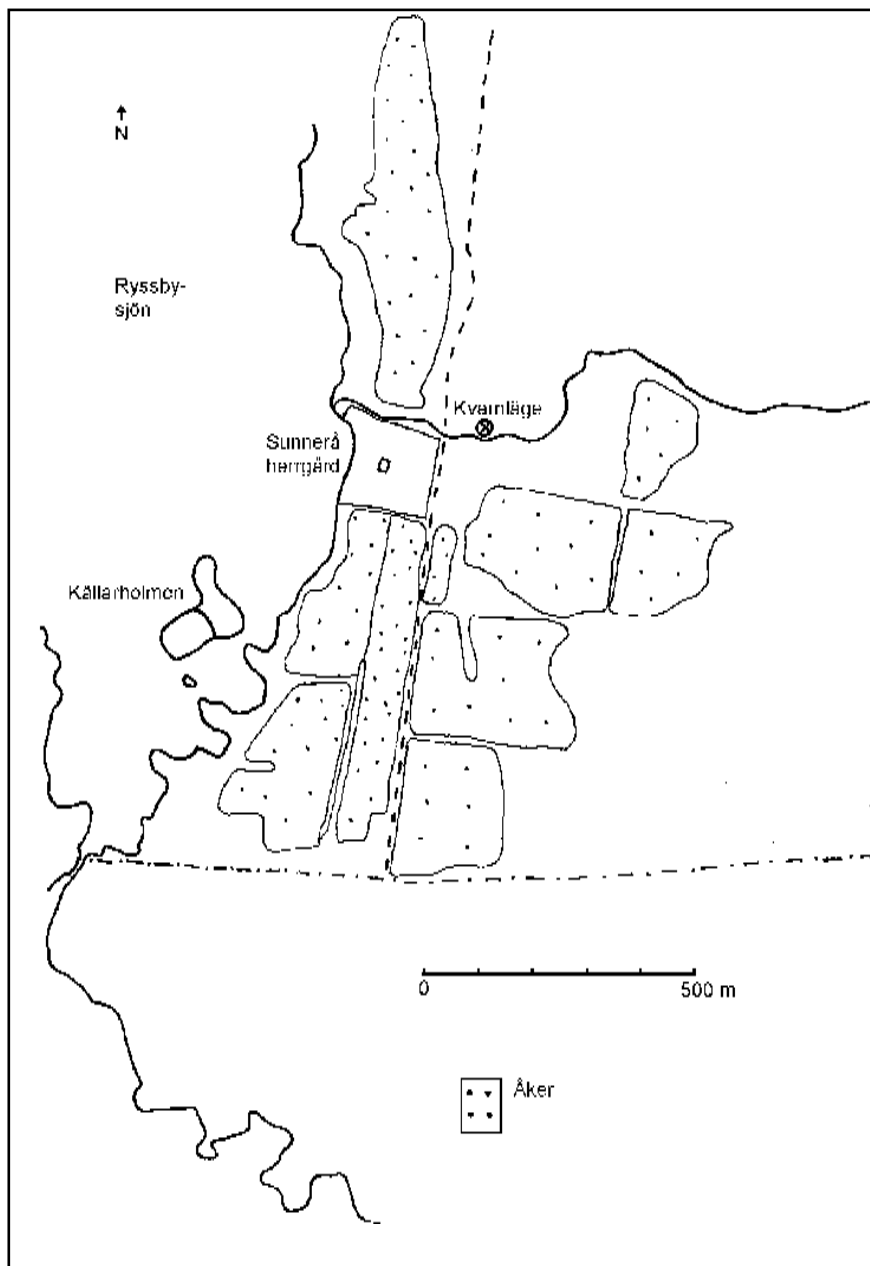 N
Ryssby-
sjön
Kvarnläge
Sunnerå
herrgård
Källarholmen
0
500 m
Åker